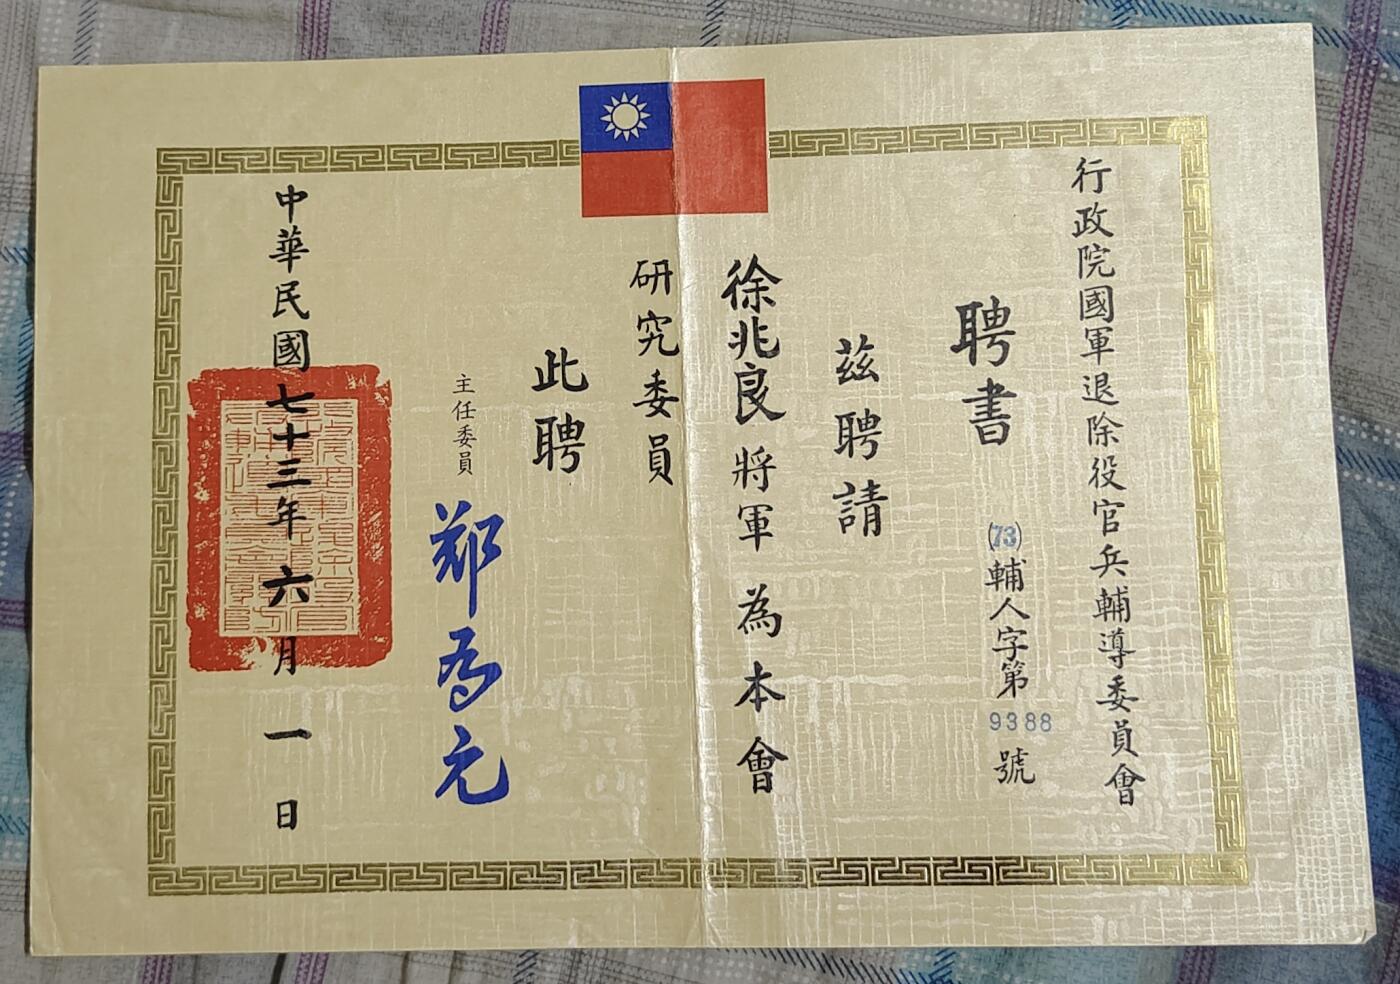 行政院國軍退除役官兵輔導委員會
聘書
(73)輔人字第9388號
茲聘請
徐兆良將軍為本會
研究委員
此聘
主任委員 鄭為元
中華民國七十三年六月一日